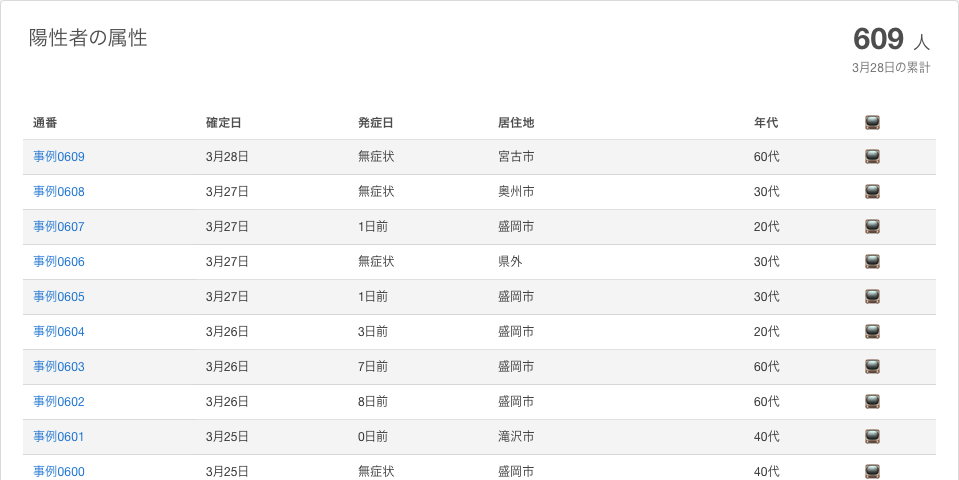 陽性者の属性
609 人
3月28日の累計
通番 確定日 発症日 居住地 年代
事例0609 3月28日 無症状 宮古市 60代
事例0608 3月27日 無症状 奥州市 30代
事例0607 3月27日 1日前 盛岡市 20代
事例0606 3月27日 無症状 県外 30代
事例0605 3月27日 1日前 盛岡市 30代
事例0604 3月26日 3日前 盛岡市 20代
事例0603 3月26日 7日前 盛岡市 60代
事例0602 3月26日 8日前 盛岡市 60代
事例0601 3月25日 0日前 滝沢市 40代
事例0600 3月25日 無症状 盛岡市 40代